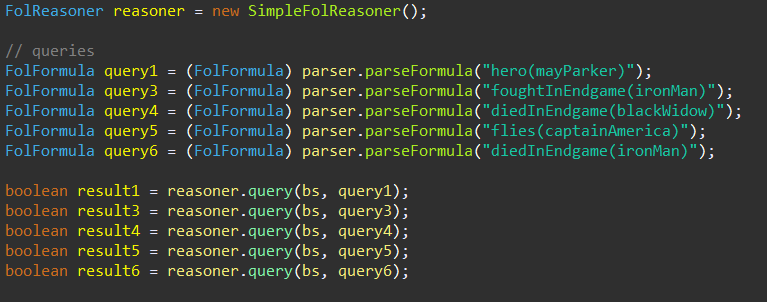 FolReasoner reasoner = new SimpleFolReasoner();
// queries
FolFormula query1 = (FolFormula) parser.parseFormula("hero(mayParker)");
FolFormula query3 = (FolFormula) parser.parseFormula("foughtInEndgame(ironMan)");
FolFormula query4 = (FolFormula) parser.parseFormula("diedInEndgame(blackWidow)");
FolFormula query5 = (FolFormula) parser.parseFormula("flies(captainAmerica)");
FolFormula query6 = (FolFormula) parser.parseFormula("diedInEndgame(ironMan)");
boolean result1 = reasoner.query(bs, query1);
boolean result3 = reasoner.query(bs, query3);
boolean result4 = reasoner.query(bs, query4);
boolean result5 = reasoner.query(bs, query5);
boolean result6 = reasoner.query(bs, query6);